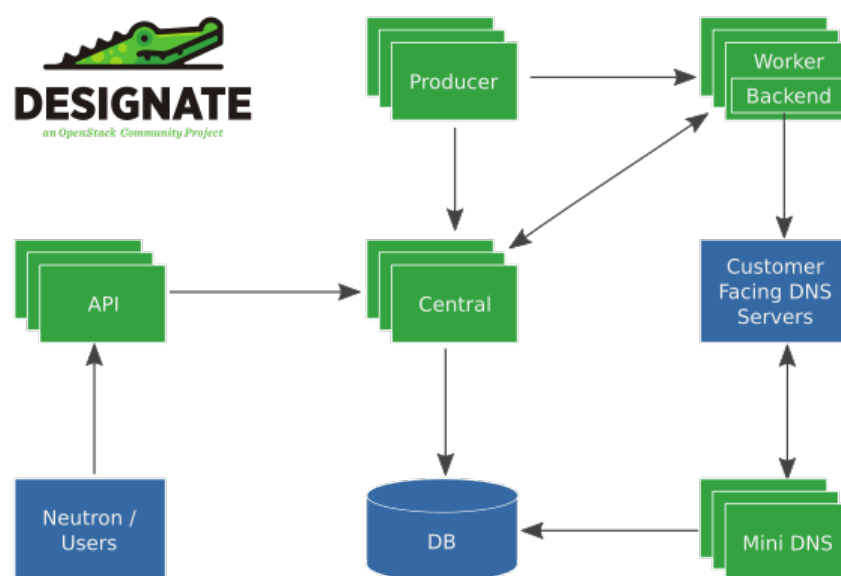 DESIGNATE
an OpenStack Community Project
Producer
Worker
Backend
API
Central
Customer
Facing DNS
Servers
Neutron /
Users
DB
Mini DNS